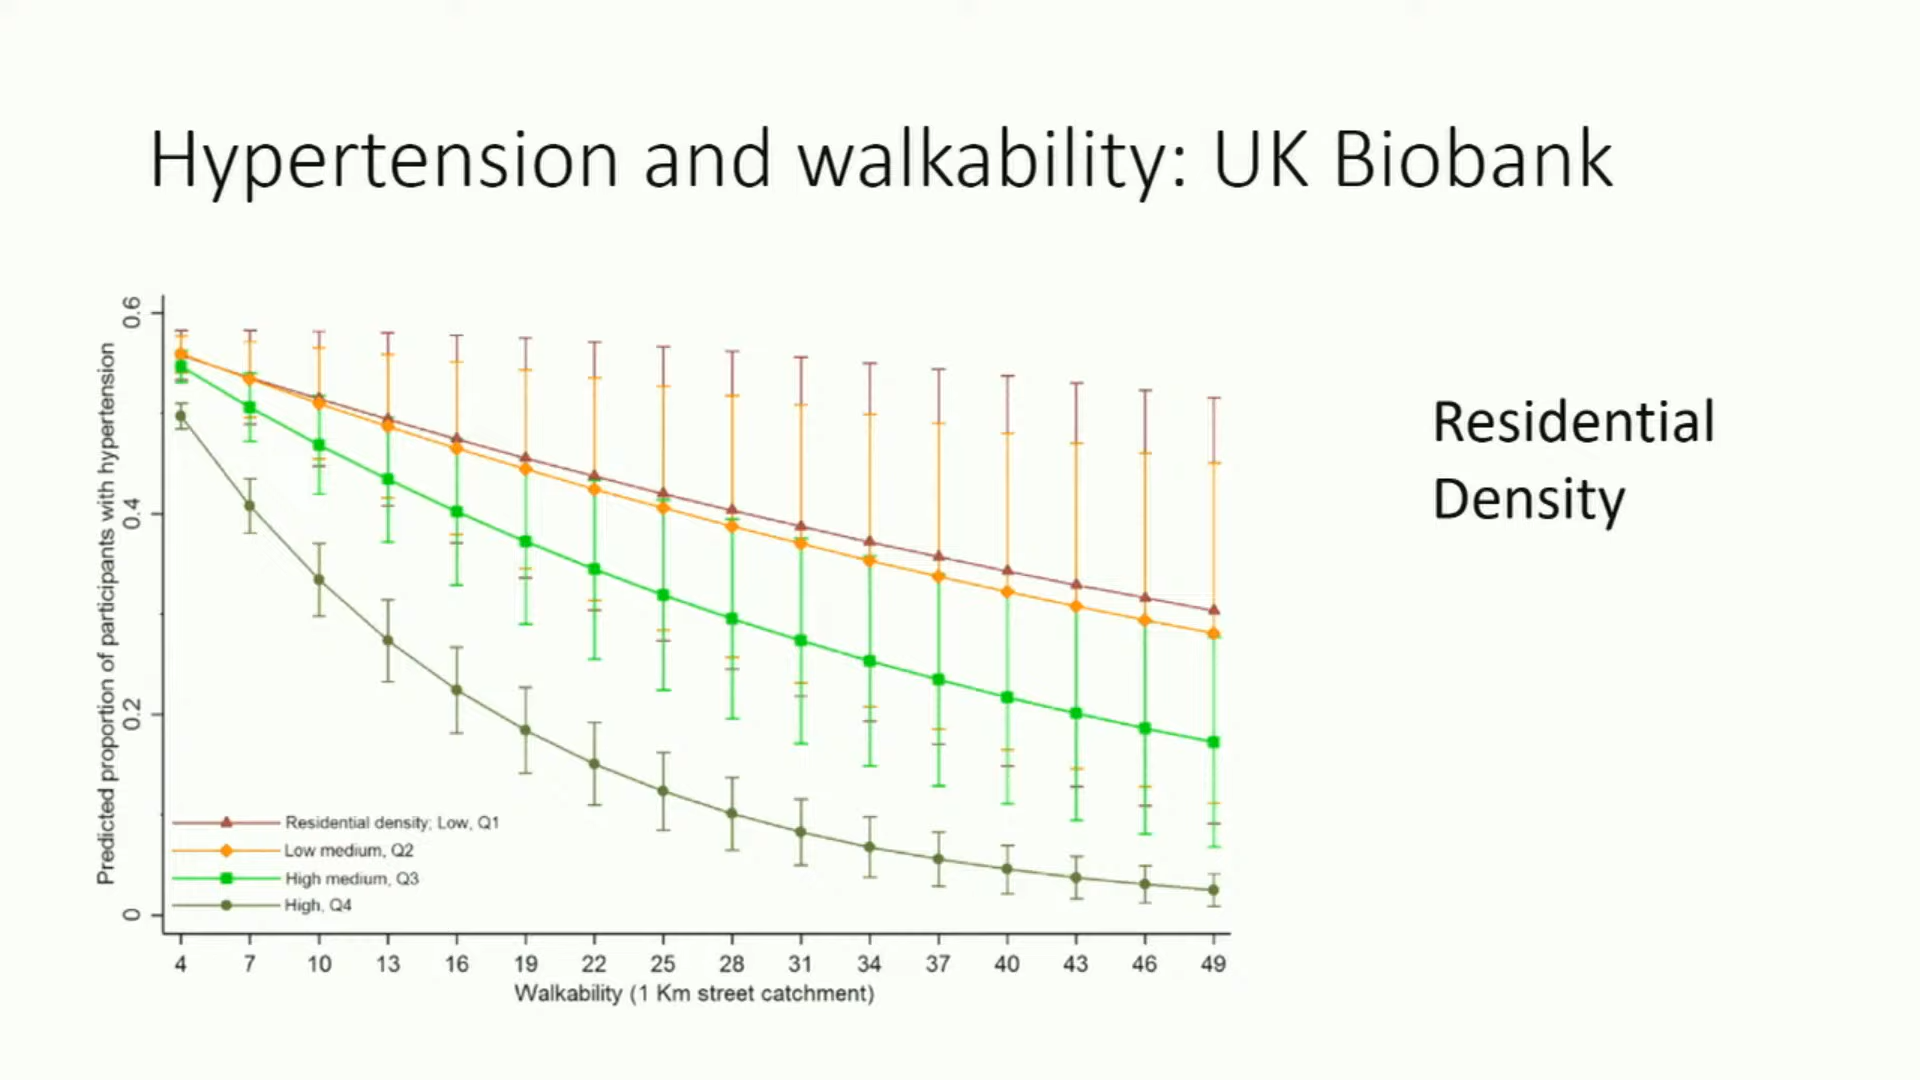 Hypertension and walkability: UK Biobank
Predicted proportion of participants with hypertension
0.6
0.4
0.2
0
Residential density; Low, Q1
Low medium, Q2
High medium, Q3
High, Q4
4 7 10 13 16 19 22 25 28 31 34 37 40 43 46 49
Walkability (1 Km street catchment)
Residential
Density